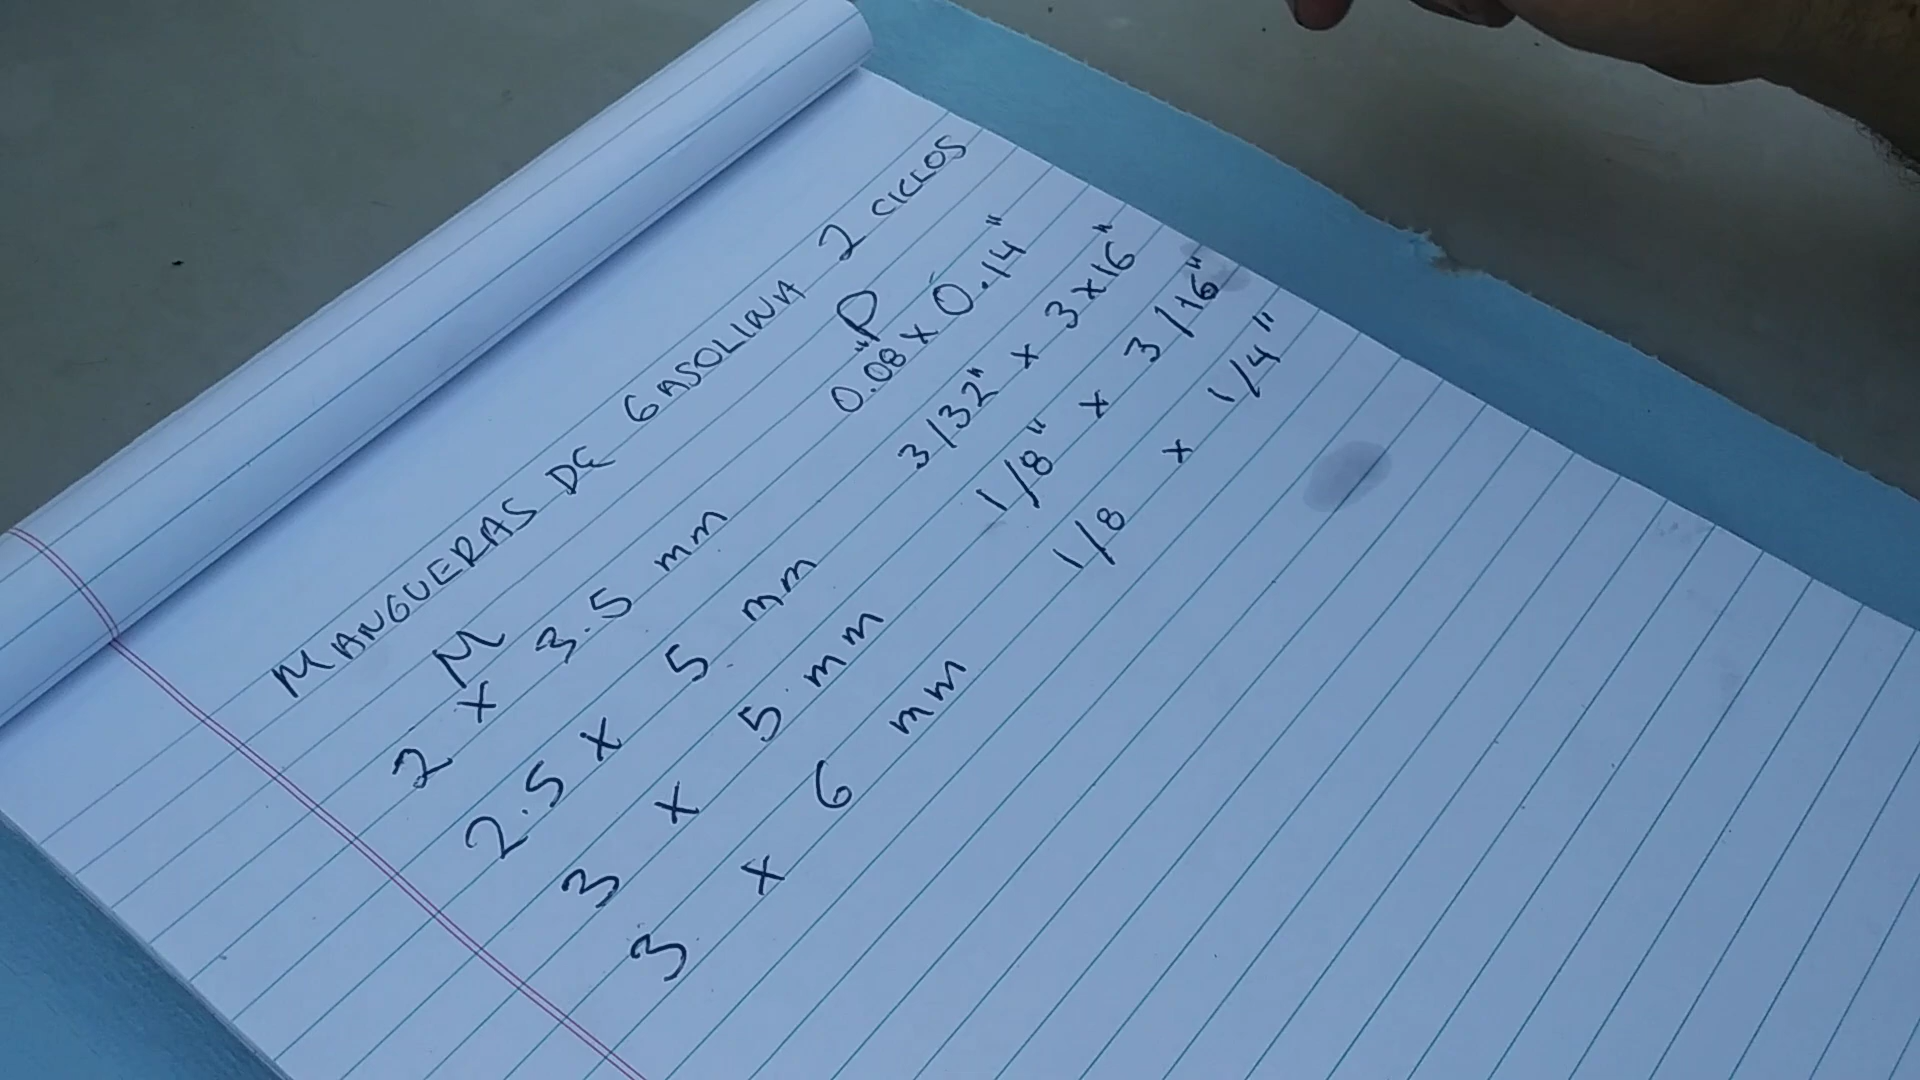 MANGUERAS DE GASOLINA 2 CICLOS
M "P
2 x 3.5 mm 0.08 x 0.14"
2.5 x 5 mm 3/32" x 3x16"
3 x 5 mm 1/8" x 3/16"
3 x 6 mm 1/8 x 1/4"